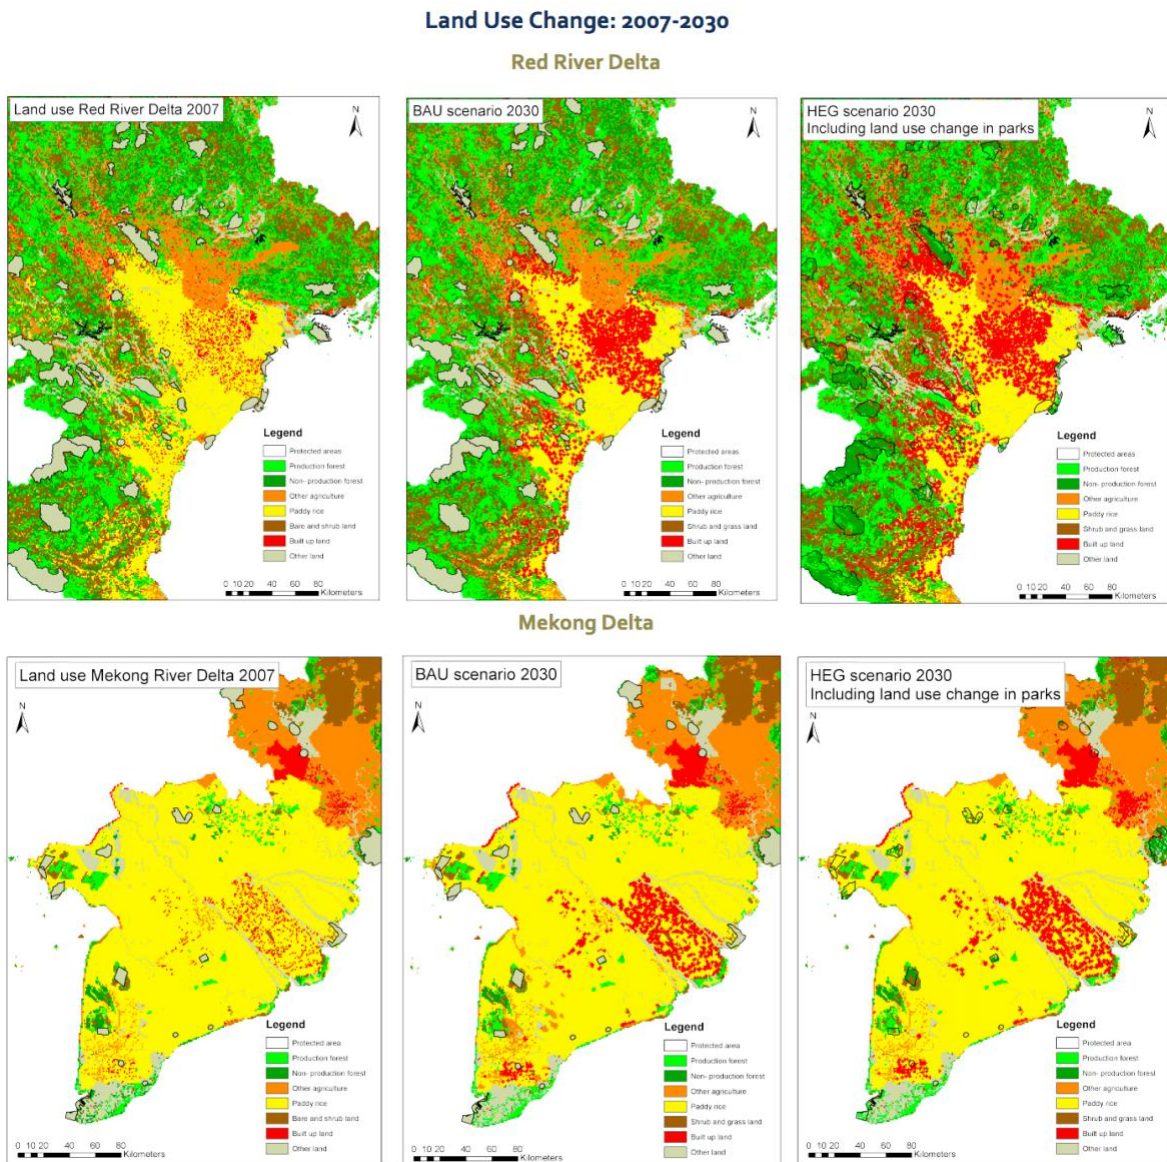 Land Use Change: 2007-2030
Red River Delta
Land use Red River Delta 2007
N
Legend
Protected areas
Production forest
Non- production forest
Other agriculture
Paddy rice
Bare and shrub land
Built up land
Other land
0 10 20 40 60 80
Kilometers
BAU scenario 2030
N
Legend
Protected areas
Production forest
Non- production forest
Other agriculture
Paddy rice
Shrub and grass land
Built up land
Other land
0 10 20 40 60 80
Kilometers
HEG scenario 2030
Including land use change in parks
N
Legend
Protected areas
Production forest
Non- production forest
Other agriculture
Paddy rice
Shrub and grass land
Built up land
Other land
0 10 20 40 60 80
Kilometers
Mekong Delta
Land use Mekong River Delta 2007
N
Legend
Protected area
Production forest
Non- production forest
Other agriculture
Paddy rice
Bare and shrub land
Built up land
Other land
0 10 20 40 60 80
Kilometers
BAU scenario 2030
N
Legend
Protected area
Production forest
Non- production forest
Other agriculture
Paddy rice
Shrub and grass land
Built up land
Other land
0 10 20 40 60 80
Kilometers
HEG scenario 2030
Including land use change in parks
N
Legend
Protected area
Production forest
Non- production forest
Other agriculture
Paddy rice
Shrub and grass land
Built up land
Other land
0 10 20 40 60 80
Kilometers